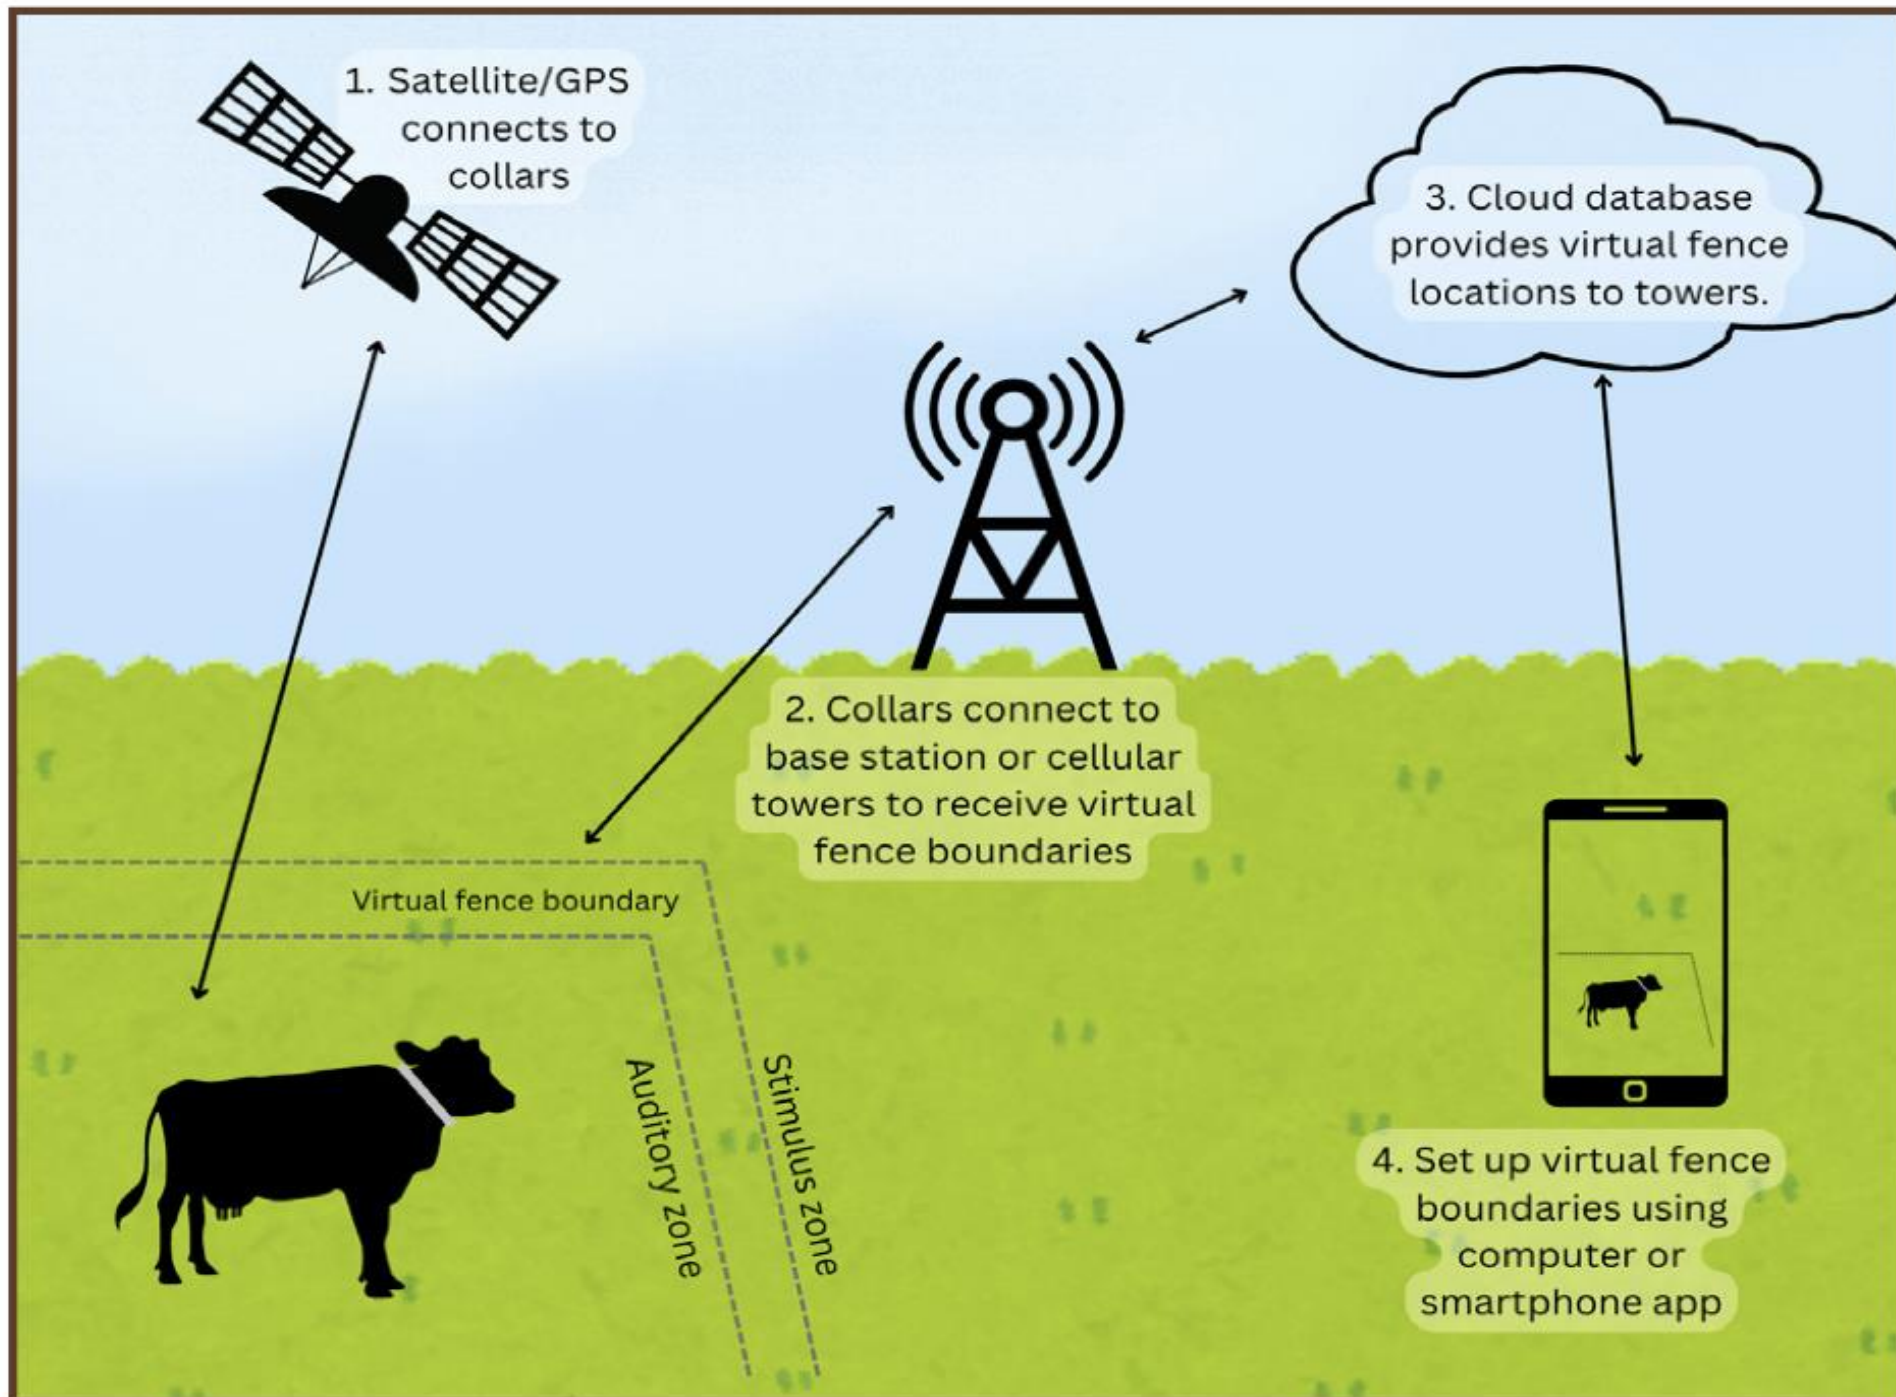 1. Satellite/GPS
connects to
collars
3. Cloud database
provides virtual fence
locations to towers.
2. Collars connect to
base station or cellular
towers to receive virtual
fence boundaries
Virtual fence boundary
Auditory zone
Stimulus zone
4. Set up virtual fence
boundaries using
computer or
smartphone app